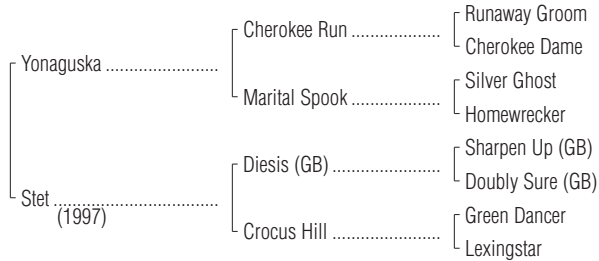 Runaway Groom
Cherokee Run ....................
Cherokee Dame
Yonaguska .........................
Silver Ghost
Marital Spook ....................
Homewrecker
Sharpen Up (GB)
Diesis (GB) ........................
Doubly Sure (GB)
Stet .....................................
(1997)
Green Dancer
Crocus Hill .........................
Lexingstar